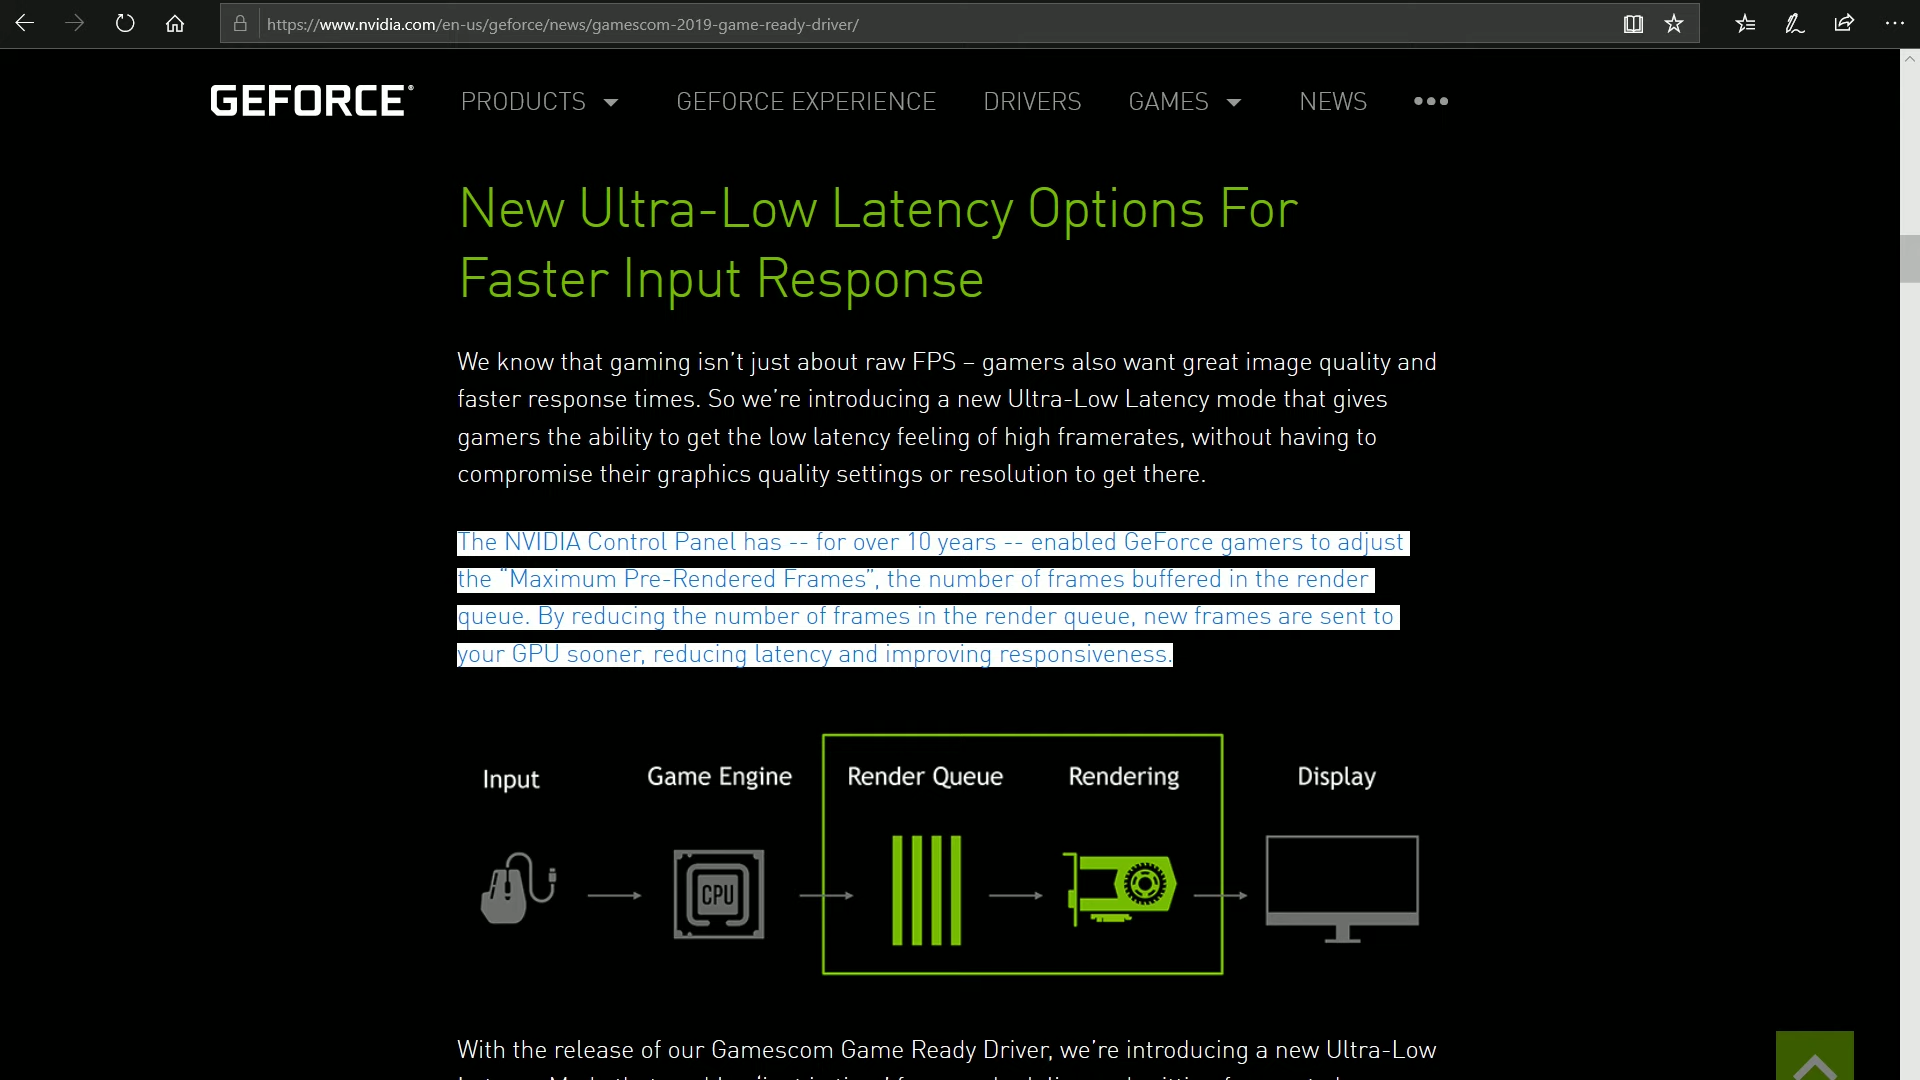 https://www.nvidia.com/en-us/geforce/news/gamescom-2019-game-ready-driver/
GEFORCE® PRODUCTS GEFORCE EXPERIENCE DRIVERS GAMES NEWS
New Ultra-Low Latency Options For
Faster Input Response
We know that gaming isn’t just about raw FPS – gamers also want great image quality and
faster response times. So we’re introducing a new Ultra-Low Latency mode that gives
gamers the ability to get the low latency feeling of high framerates, without having to
compromise their graphics quality settings or resolution to get there.
The NVIDIA Control Panel has -- for over 10 years -- enabled GeForce gamers to adjust
the “Maximum Pre-Rendered Frames”, the number of frames buffered in the render
queue. By reducing the number of frames in the render queue, new frames are sent to
your GPU sooner, reducing latency and improving responsiveness.
Input Game Engine Render Queue Rendering Display
CPU
With the release of our Gamescom Game Ready Driver, we’re introducing a new Ultra-Low